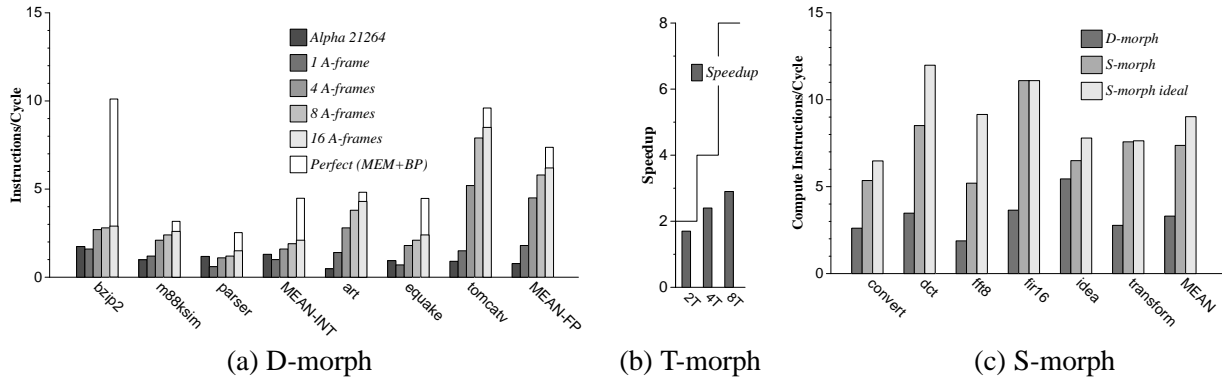 15
10
5
0
Instructions/Cycle
Alpha 21264
1 A-frame
4 A-frames
8 A-frames
16 A-frames
Perfect (MEM+BP)
bzip2
m88ksim
parser
MEAN-INT
art
equake
tomcatv
MEAN-FP
(a) D-morph
8
6
4
2
0
Speedup
Speedup
2T
4T
8T
(b) T-morph
15
10
5
0
Compute Instructions/Cycle
D-morph
S-morph
S-morph ideal
convert
dct
fft8
fir16
idea
transform
MEAN
(c) S-morph